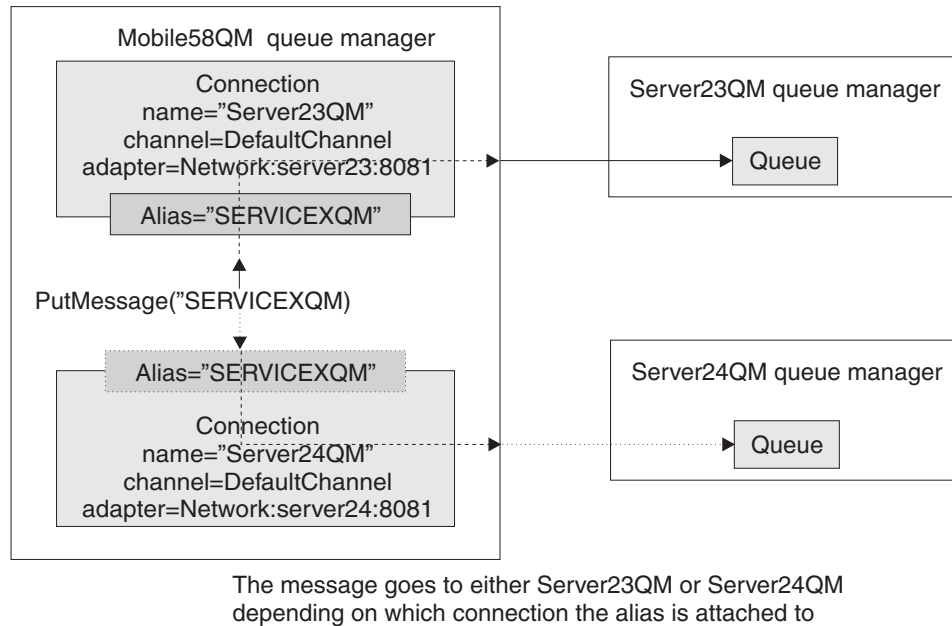 Mobile58QM queue manager
Connection
name=”Server23QM”
channel=DefaultChannel
adapter=Network:server23:8081
Alias=”SERVICEXQM”
PutMessage(”SERVICEXQM)
Alias=”SERVICEXQM”
Connection
name=”Server24QM”
channel=DefaultChannel
adapter=Network:server24:8081
Server23QM queue manager
Queue
Server24QM queue manager
Queue
The message goes to either Server23QM or Server24QM
depending on which connection the alias is attached to